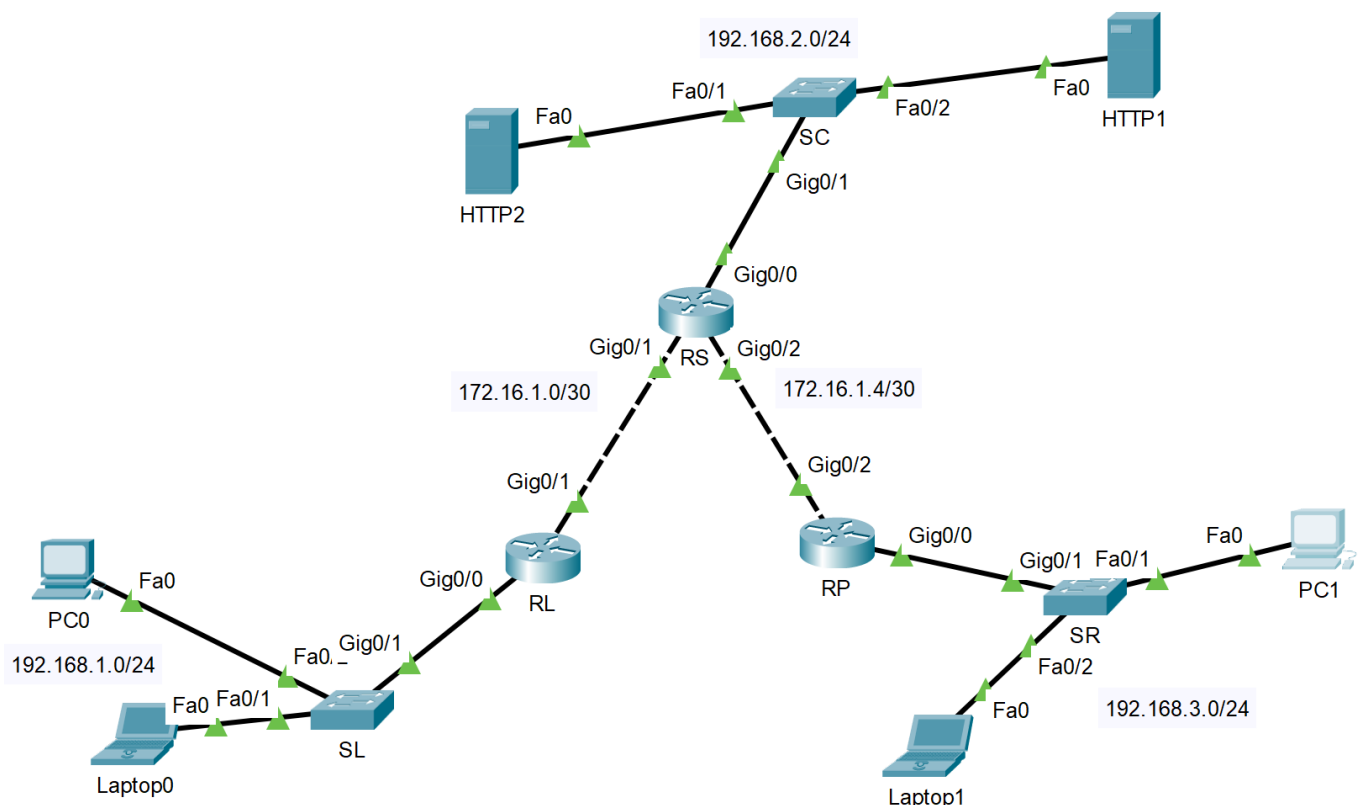 192.168.2.0/24
Fa0/1
Fa0
Fa0
Fa0/2
HTTP1
SC
Gig0/1
HTTP2
Gig0/0
Gig0/1
RS
Gig0/2
172.16.1.0/30
172.16.1.4/30
Gig0/1
Gig0/2
Fa0
Gig0/0
RL
RP
Gig0/0
Gig0/1
Fa0/1
Fa0
PC1
PC0
SR
192.168.1.0/24
Gig0/1
Fa0/2
Fa0
Fa0/1
Fa0
192.168.3.0/24
SL
Laptop0
Laptop1